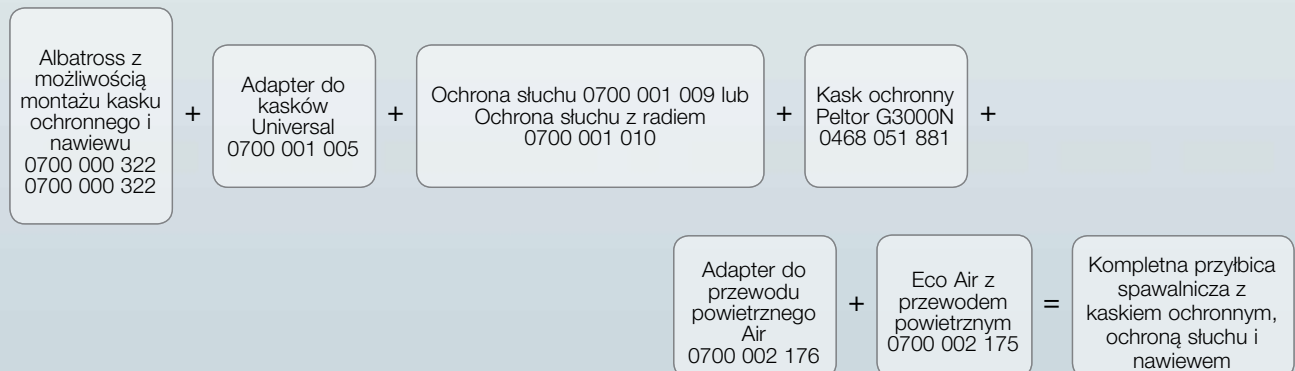 Albatross z
możliwością
montażu kasku
ochronnego i
nawiewu
0700 000 322
0700 000 322
+
Adapter do
kasków
Universal
0700 001 005
+
Ochrona słuchu 0700 001 009 lub
Ochrona słuchu z radiem
0700 001 010
+
Kask ochronny
Peltor G3000N
0468 051 881
+
Adapter do
przewodu
powietrznego
Air
0700 002 176
+
Eco Air z
przewodem
powietrznym
0700 002 175
=
Kompletna przyłbica
spawalnicza z
kaskiem ochronnym,
ochroną słuchu i
nawiewem